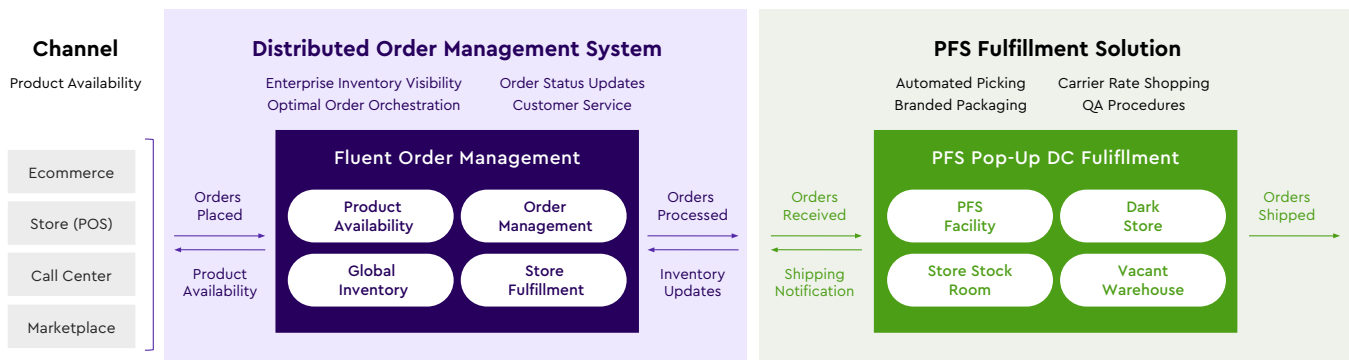 Channel
Product Availability
Ecommerce
Store (POS)
Call Center
Marketplace
Distributed Order Management System
Enterprise Inventory Visibility
Optimal Order Orchestration
Order Status Updates
Customer Service
Orders
Placed
Product
Availability
Fluent Order Management
Product
Availability
Order
Management
Global
Inventory
Store
Fulfillment
Orders
Processed
Inventory
Updates
PFS Fulfillment Solution
Automated Picking
Branded Packaging
Carrier Rate Shopping
QA Procedures
Orders
Received
Shipping
Notification
PFS Pop-Up DC Fulifllment
PFS
Facility
Dark
Store
Store Stock
Room
Vacant
Warehouse
Orders
Shipped